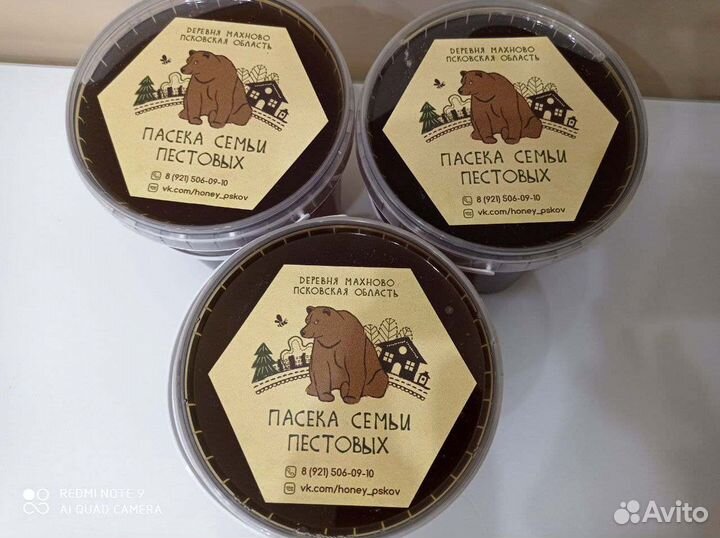 ДЕРЕВНЯ МАХНОВО
ПСКОВСКАЯ ОБЛАСТЬ
ПАСЕКА СЕМЬИ
ПЕСТОВЫХ
8 (921) 506-09-10
vk.com/honey_pskov
ДЕРЕВНЯ МАХНОВО
ПСКОВСКАЯ ОБЛАСТЬ
ПАСЕКА СЕМЬИ
ПЕСТОВЫХ
8 (921) 506-09-10
vk.com/honey_pskov
ДЕРЕВНЯ МАХНОВО
ПСКОВСКАЯ ОБЛАСТЬ
ПАСЕКА СЕМЬИ
ПЕСТОВЫХ
8 (921) 506-09-10
vk.com/honey_pskov
REDMI NOTE 9
AI QUAD CAMERA
Avito